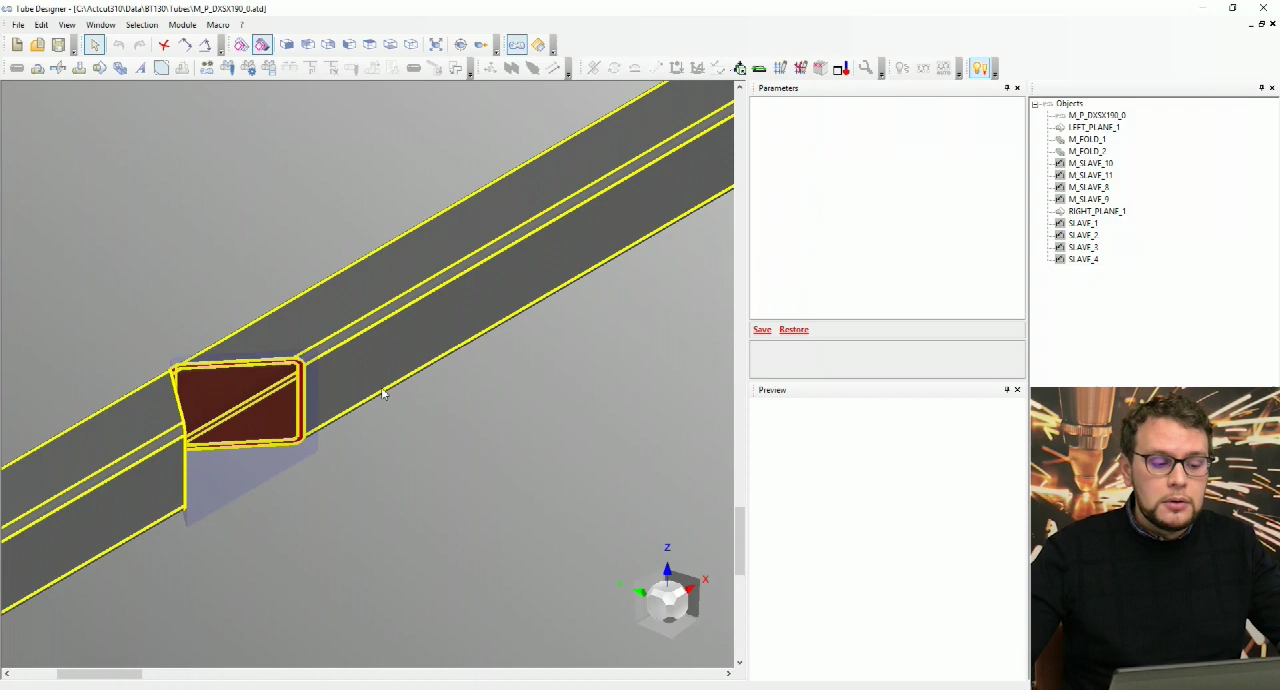 Tube Designer - [C:\Actcut310\Data\BT130\Tubes\M_P_DXSX190_0.atd]
File Edit View Window Selection Module Macro ?
Parameters
Save Restore
Preview
Objects
M_P_DXSX190_0
LEFT_PLANE_1
M_FOLD_1
M_FOLD_2
M_SLAVE_10
M_SLAVE_11
M_SLAVE_8
M_SLAVE_9
RIGHT_PLANE_1
SLAVE_1
SLAVE_2
SLAVE_3
SLAVE_4
Z
X